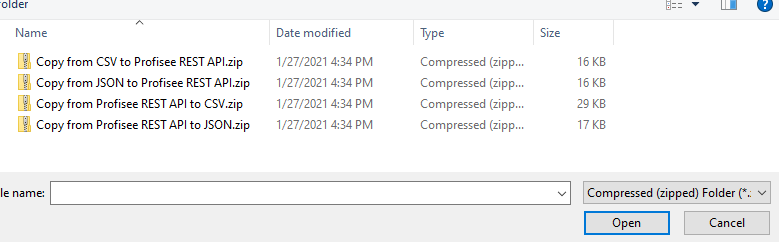 older
?
Name Date modified Type Size
Copy from CSV to Profisee REST API.zip 1/27/2021 4:34 PM Compressed (zipp... 16 KB
Copy from JSON to Profisee REST API.zip 1/27/2021 4:34 PM Compressed (zipp... 16 KB
Copy from Profisee REST API to CSV.zip 1/27/2021 4:34 PM Compressed (zipp... 29 KB
Copy from Profisee REST API to JSON.zip 1/27/2021 4:34 PM Compressed (zipp... 17 KB
le name: Compressed (zipped) Folder (*.
Open Cancel